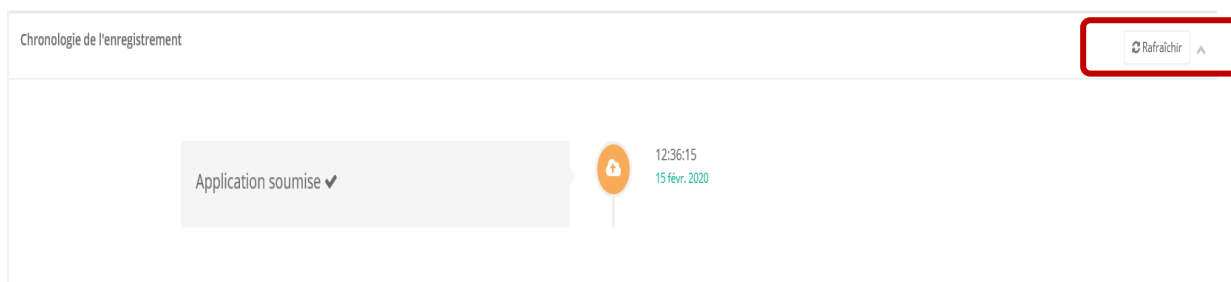 Chronologie de l'enregistrement
Rafraîchir
Application soumise ✔
12:36:15
15 févr. 2020